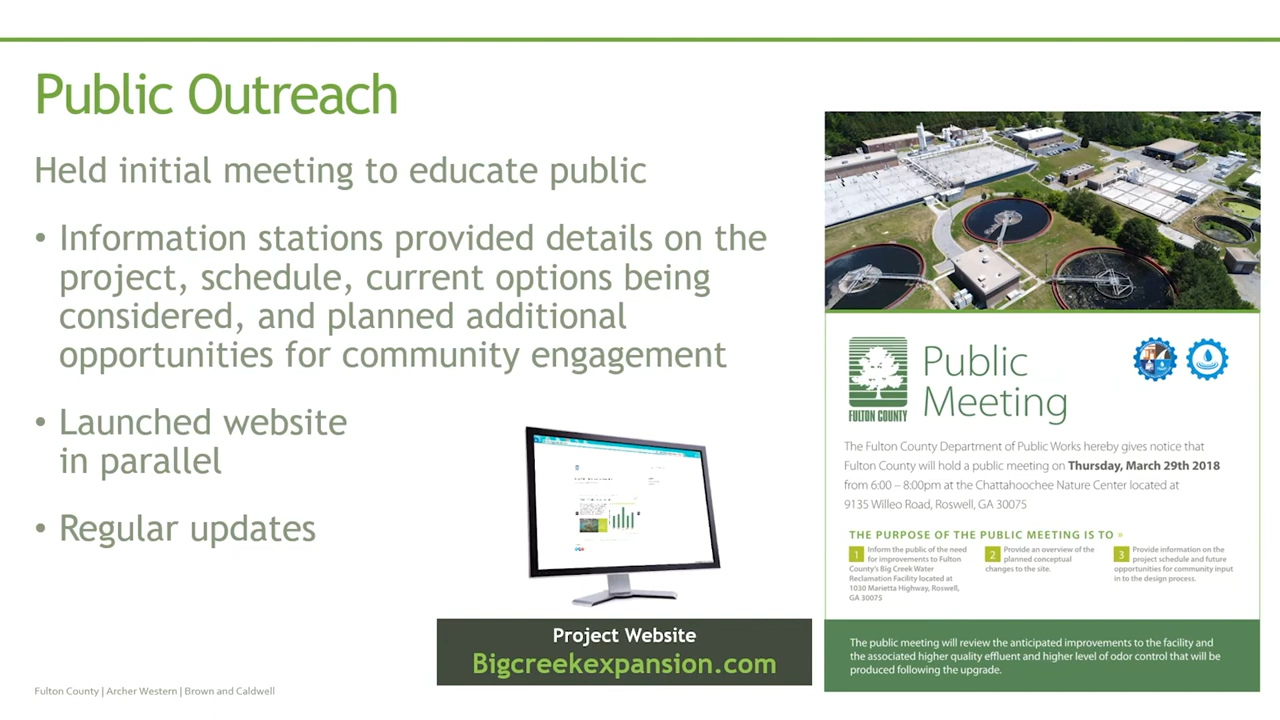 Public Outreach
Held initial meeting to educate public
• Information stations provided details on the
project, schedule, current options being
considered, and planned additional
opportunities for community engagement
• Launched website
in parallel
• Regular updates
Project Website
Bigcreekexpansion.com
Fulton County | Archer Western | Brown and Caldwell
FULTON COUNTY
Public
Meeting
The Fulton County Department of Public Works hereby gives notice that
Fulton County will hold a public meeting on Thursday, March 29th 2018
from 6:00 – 8:00pm at the Chattahoochee Nature Center located at
9135 Willeo Road, Roswell, GA 30075
THE PURPOSE OF THE PUBLIC MEETING IS TO »
1 Inform the public of the need
for improvements to Fulton
County's Big Creek Water
Reclamation Facility located at
1030 Marietta Highway, Roswell,
GA 30075
2 Provide an overview of the
planned conceptual
changes to the site.
3 Provide information on the
project schedule and future
opportunities for community input
in to the design process.
The public meeting will review the anticipated improvements to the facility and
the associated higher quality effluent and higher level of odor control that will be
produced following the upgrade.